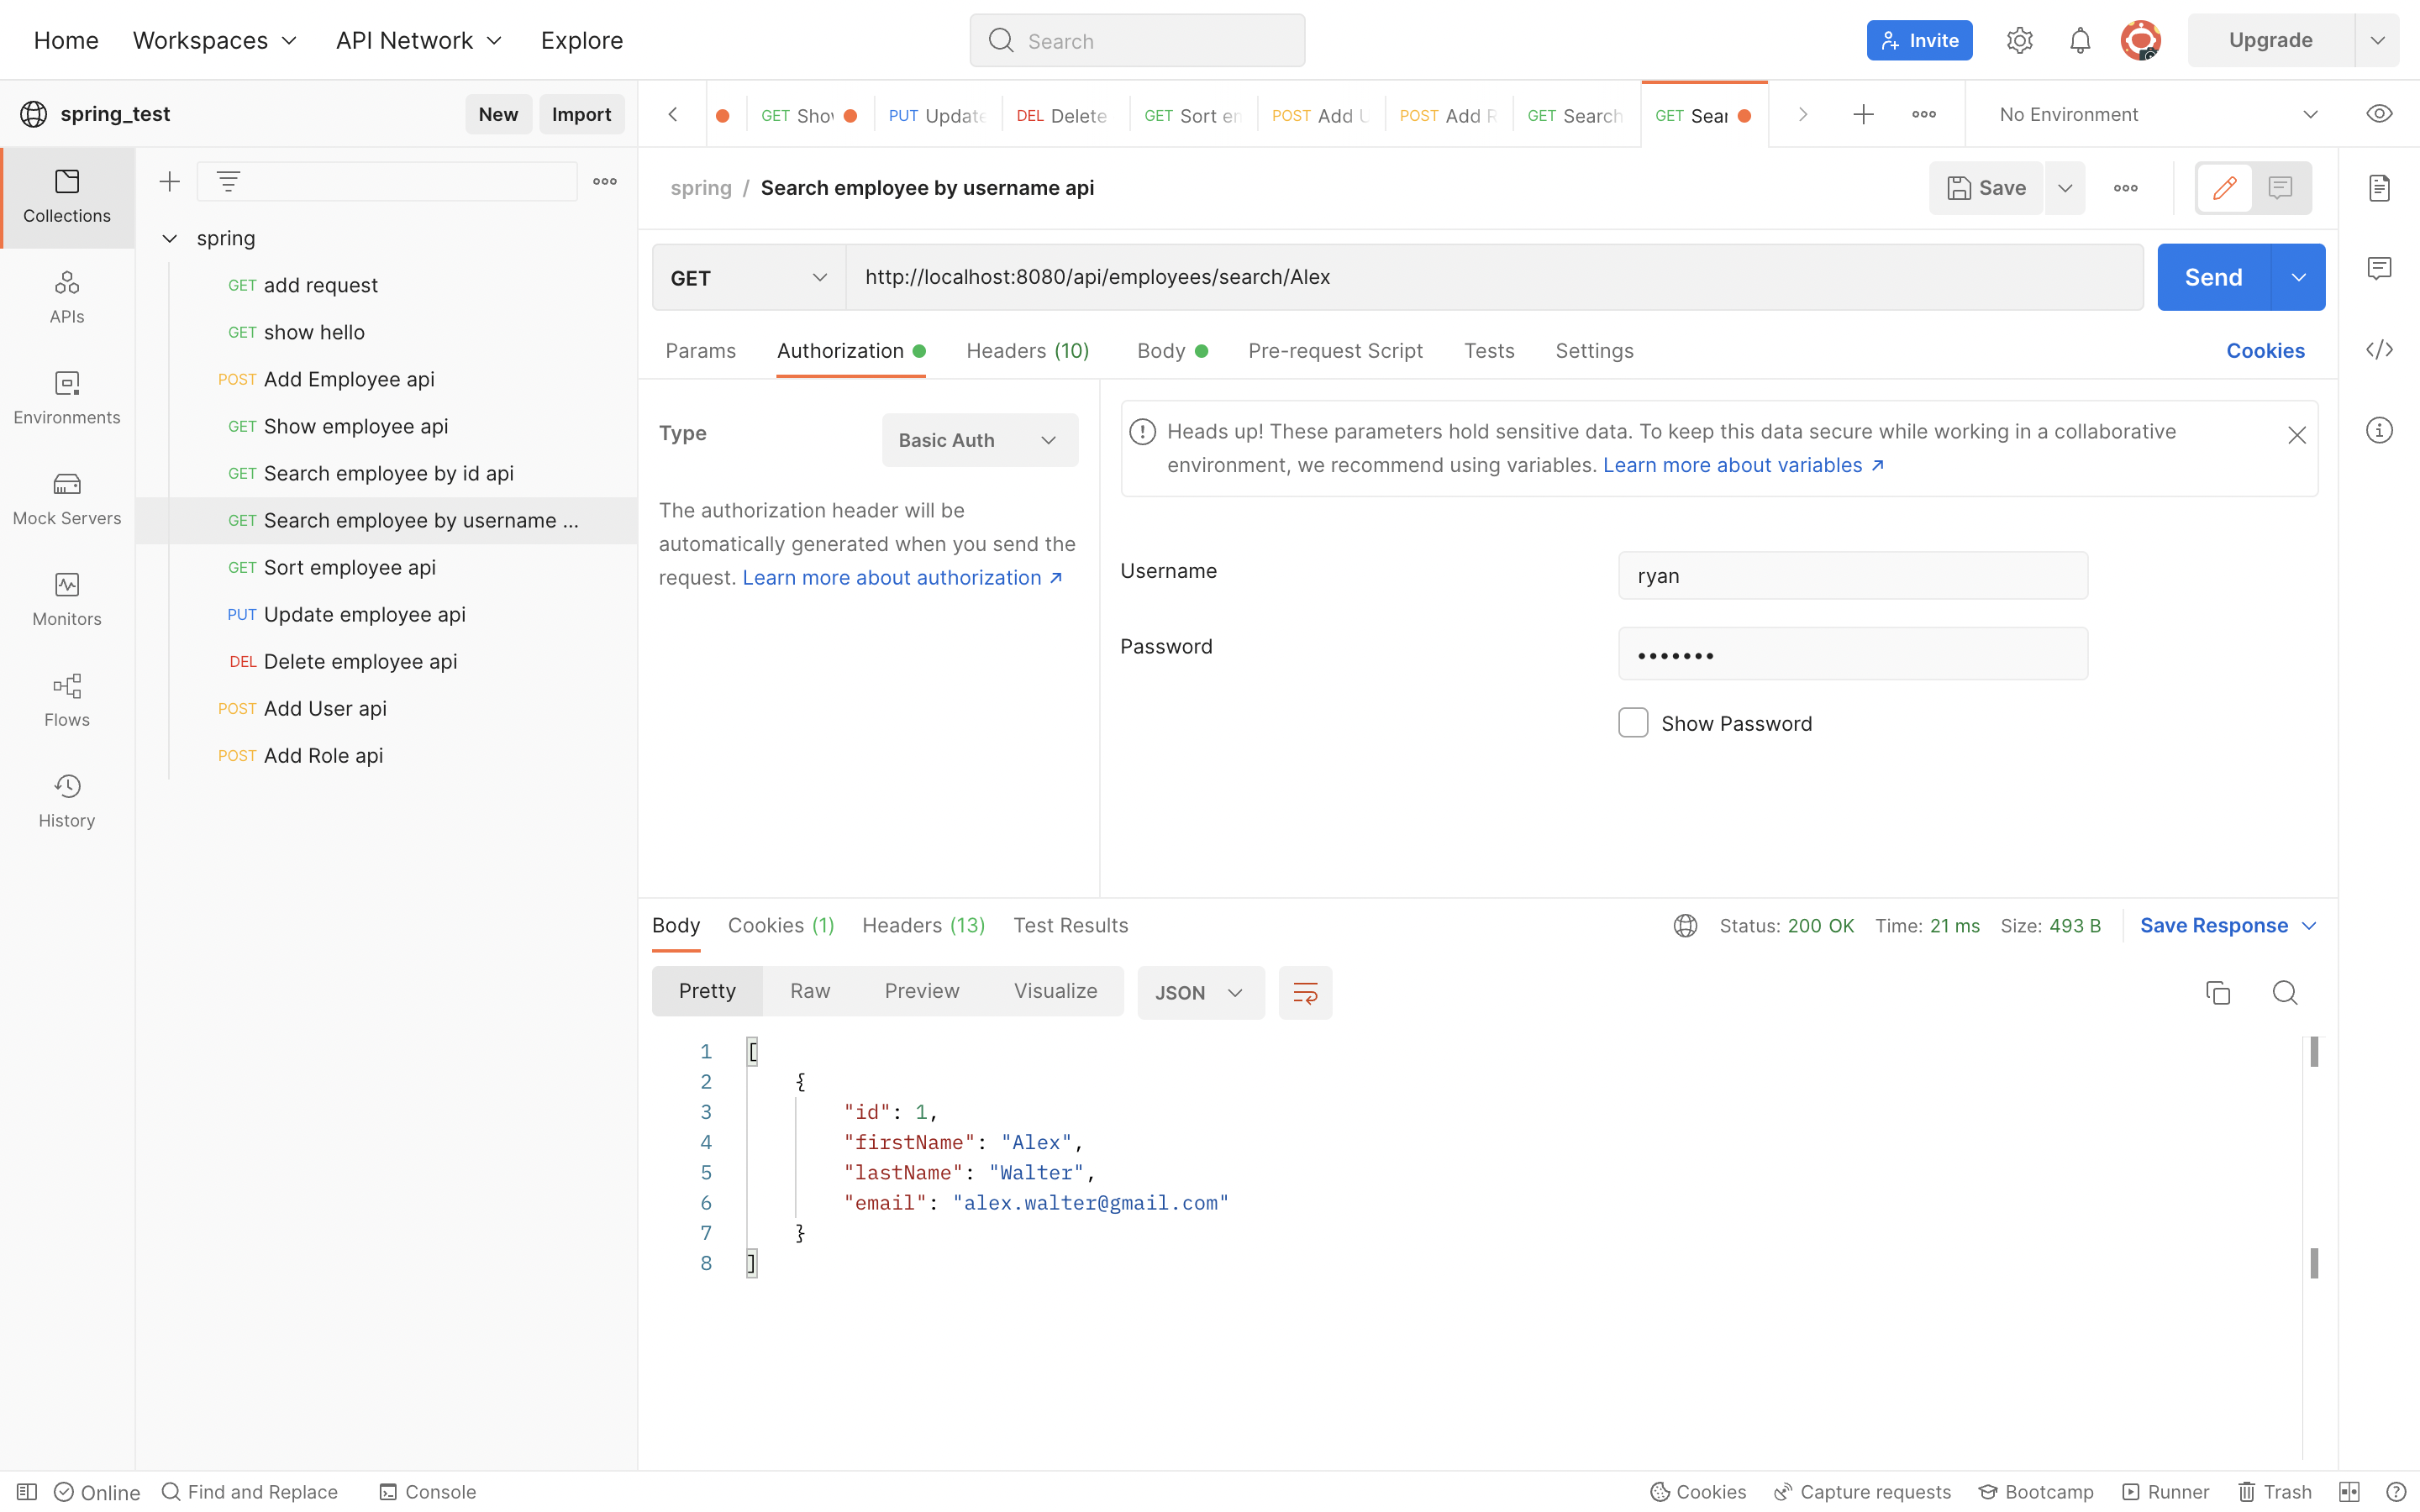 Home Workspaces API Network Explore Search Invite Upgrade
spring_test New Import
GET Show PUT Update DEL Delete GET Sort en POST Add U POST Add R GET Search GET Sear No Environment
Collections
APIs
Environments
Mock Servers
Monitors
Flows
History
spring
GET add request
GET show hello
POST Add Employee api
GET Show employee api
GET Search employee by id api
GET Search employee by username ...
GET Sort employee api
PUT Update employee api
DEL Delete employee api
POST Add User api
POST Add Role api
spring / Search employee by username api Save
GET http://localhost:8080/api/employees/search/Alex Send
Params Authorization Headers (10) Body Pre-request Script Tests Settings Cookies
Type Basic Auth
The authorization header will be
automatically generated when you send the
request. Learn more about authorization ↗
Heads up! These parameters hold sensitive data. To keep this data secure while working in a collaborative
environment, we recommend using variables. Learn more about variables ↗
Username ryan
Password •••••••
Show Password
Body Cookies (1) Headers (13) Test Results Status: 200 OK Time: 21 ms Size: 493 B Save Response
Pretty Raw Preview Visualize JSON
1 [
2 {
3 "id": 1,
4 "firstName": "Alex",
5 "lastName": "Walter",
6 "email": "alex.walter@gmail.com"
7 }
8 ]
Online Find and Replace Console Cookies Capture requests Bootcamp Runner Trash